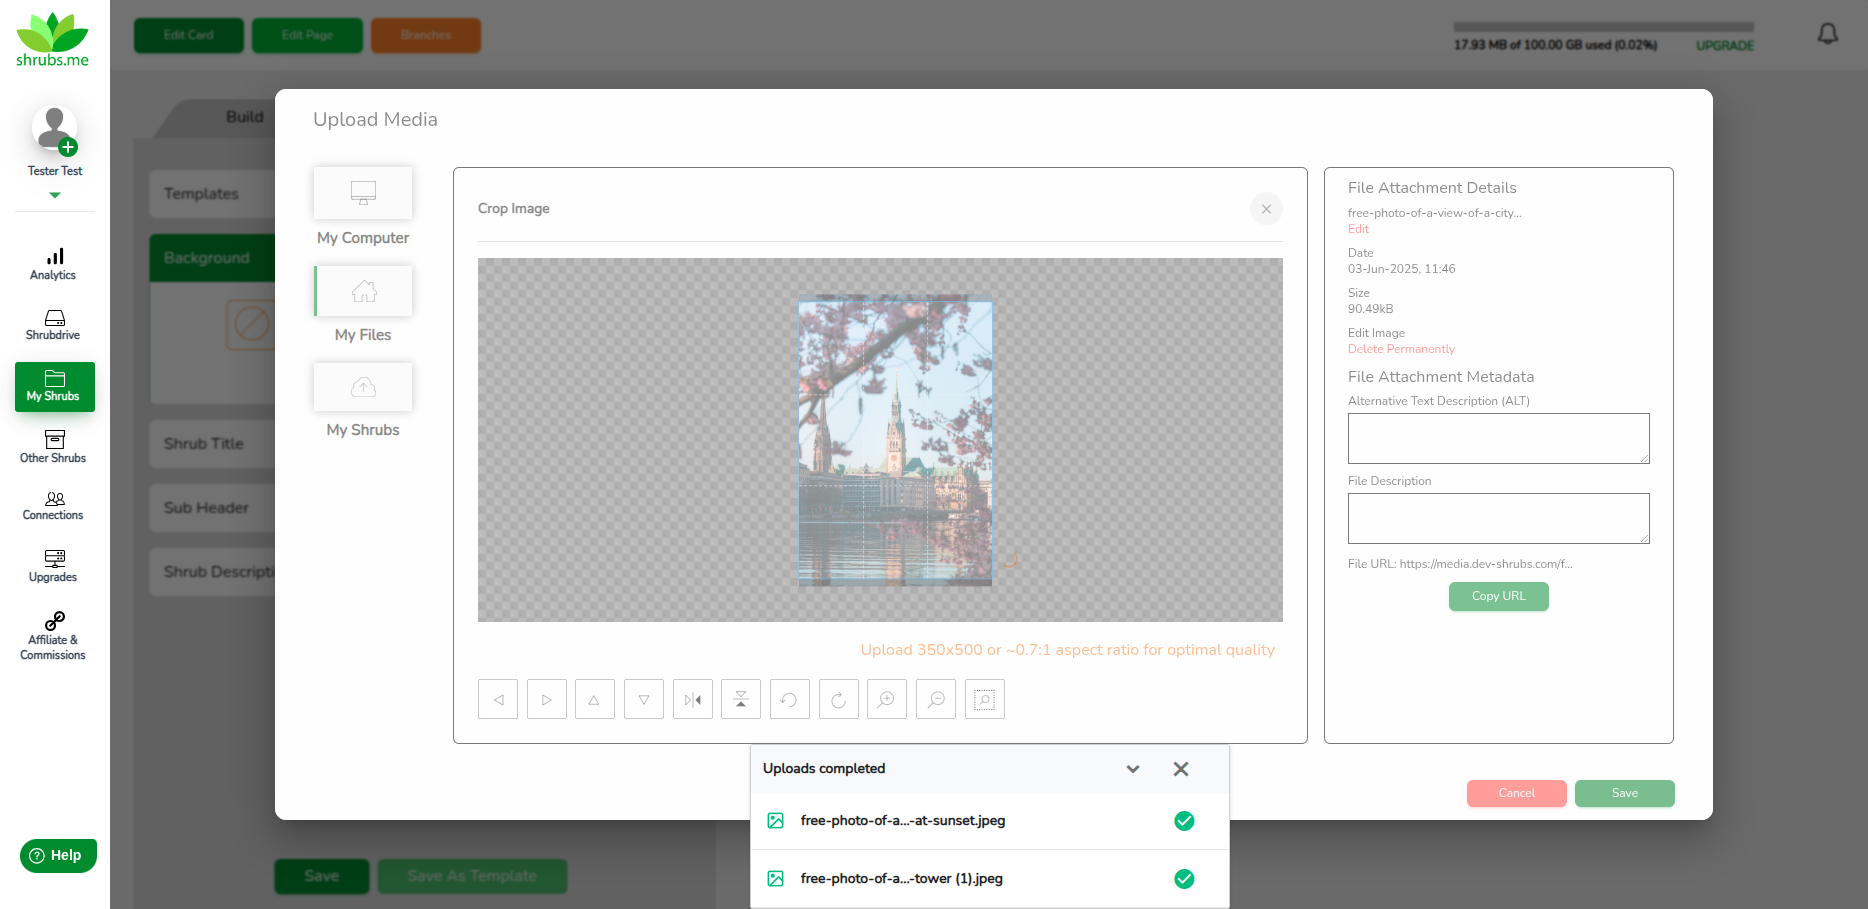 shrubs.me
Tester Test
Analytics
Shrubdrive
My Shrubs
Other Shrubs
Connections
Upgrades
Affiliate &
Commissions
Help
Edit Card
Edit Page
Branches
17.93 MB of 100.00 GB used (0.02%)
UPGRADE
Build
Templates
Background
Shrub Title
Sub Header
Shrub Descripti
Save
Save As Template
Upload Media
My Computer
My Files
My Shrubs
Crop Image
Upload 350x500 or ~0.7:1 aspect ratio for optimal quality
File Attachment Details
free-photo-of-a-view-of-a-city...
Edit
Date
03-Jun-2025, 11:46
Size
90.49kB
Edit Image
Delete Permanently
File Attachment Metadata
Alternative Text Description (ALT)
File Description
File URL: https://media.dev-shrubs.com/f...
Copy URL
Cancel
Save
Uploads completed
free-photo-of-a...-at-sunset.jpeg
free-photo-of-a...-tower (1).jpeg